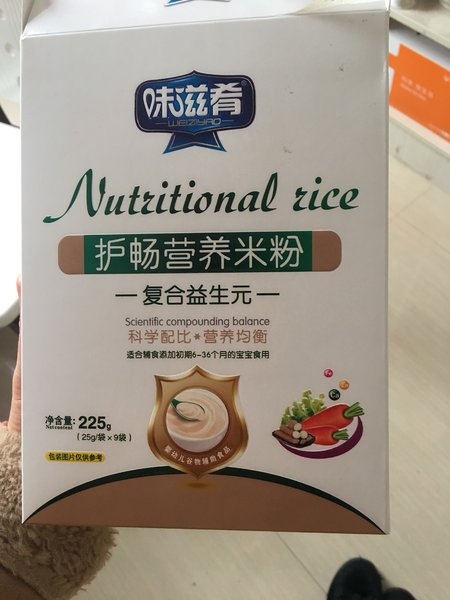 味滋肴®
WEIZIYAO
Nutritional rice
护畅营养米粉
复合益生元
Scientific compounding balance
科学配比★营养均衡
适合辅食添加初期6-36个月的宝宝食用
净含量: 225g
Net content
(25g/袋×9袋)
包装图片仅供参考
婴幼儿谷物辅助食品